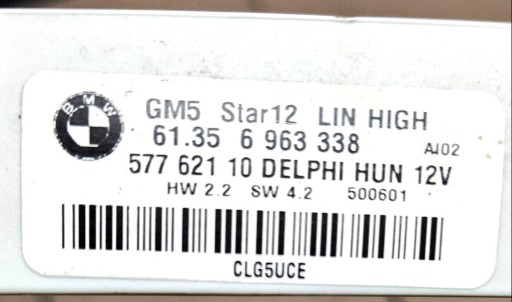 BMW
GM5 Star12 LIN HIGH
61.35 6 963 338 AI02
577 621 10 DELPHI HUN 12V
HW 2.2 SW 4.2 500601
CLG5UCE